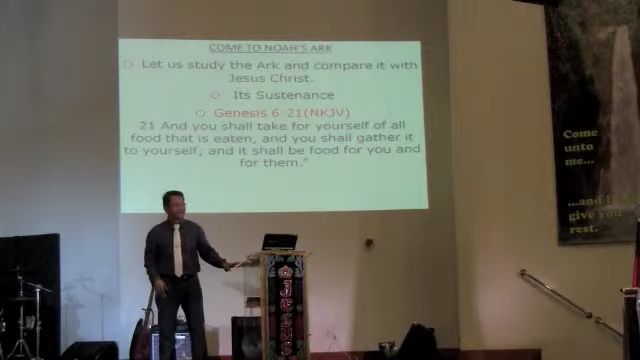 COME TO NOAH'S ARK
Let us study the Ark and compare it with
Jesus Christ.
Its Sustenance
Genesis 6:21(NKJV)
21 And you shall take for yourself of all
food that is eaten, and you shall gather it
to yourself; and it shall be food for you and
for them."
Come
unto
me...
...and I
give you
rest.
JESUS